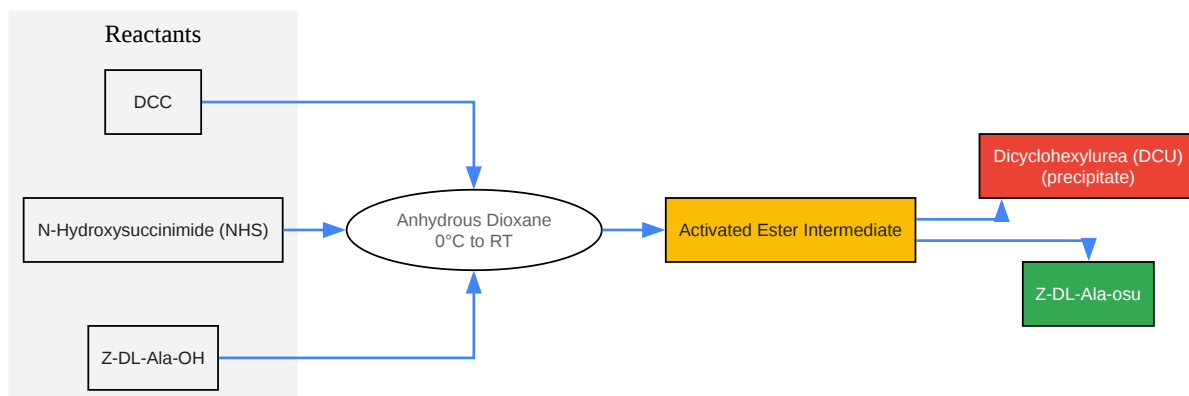 Reactants
DCC
N-Hydroxysuccinimide (NHS)
Z-DL-Ala-OH
Anhydrous Dioxane
0°C to RT
Activated Ester Intermediate
Dicyclohexylurea (DCU)
(precipitate)
Z-DL-Ala-osu